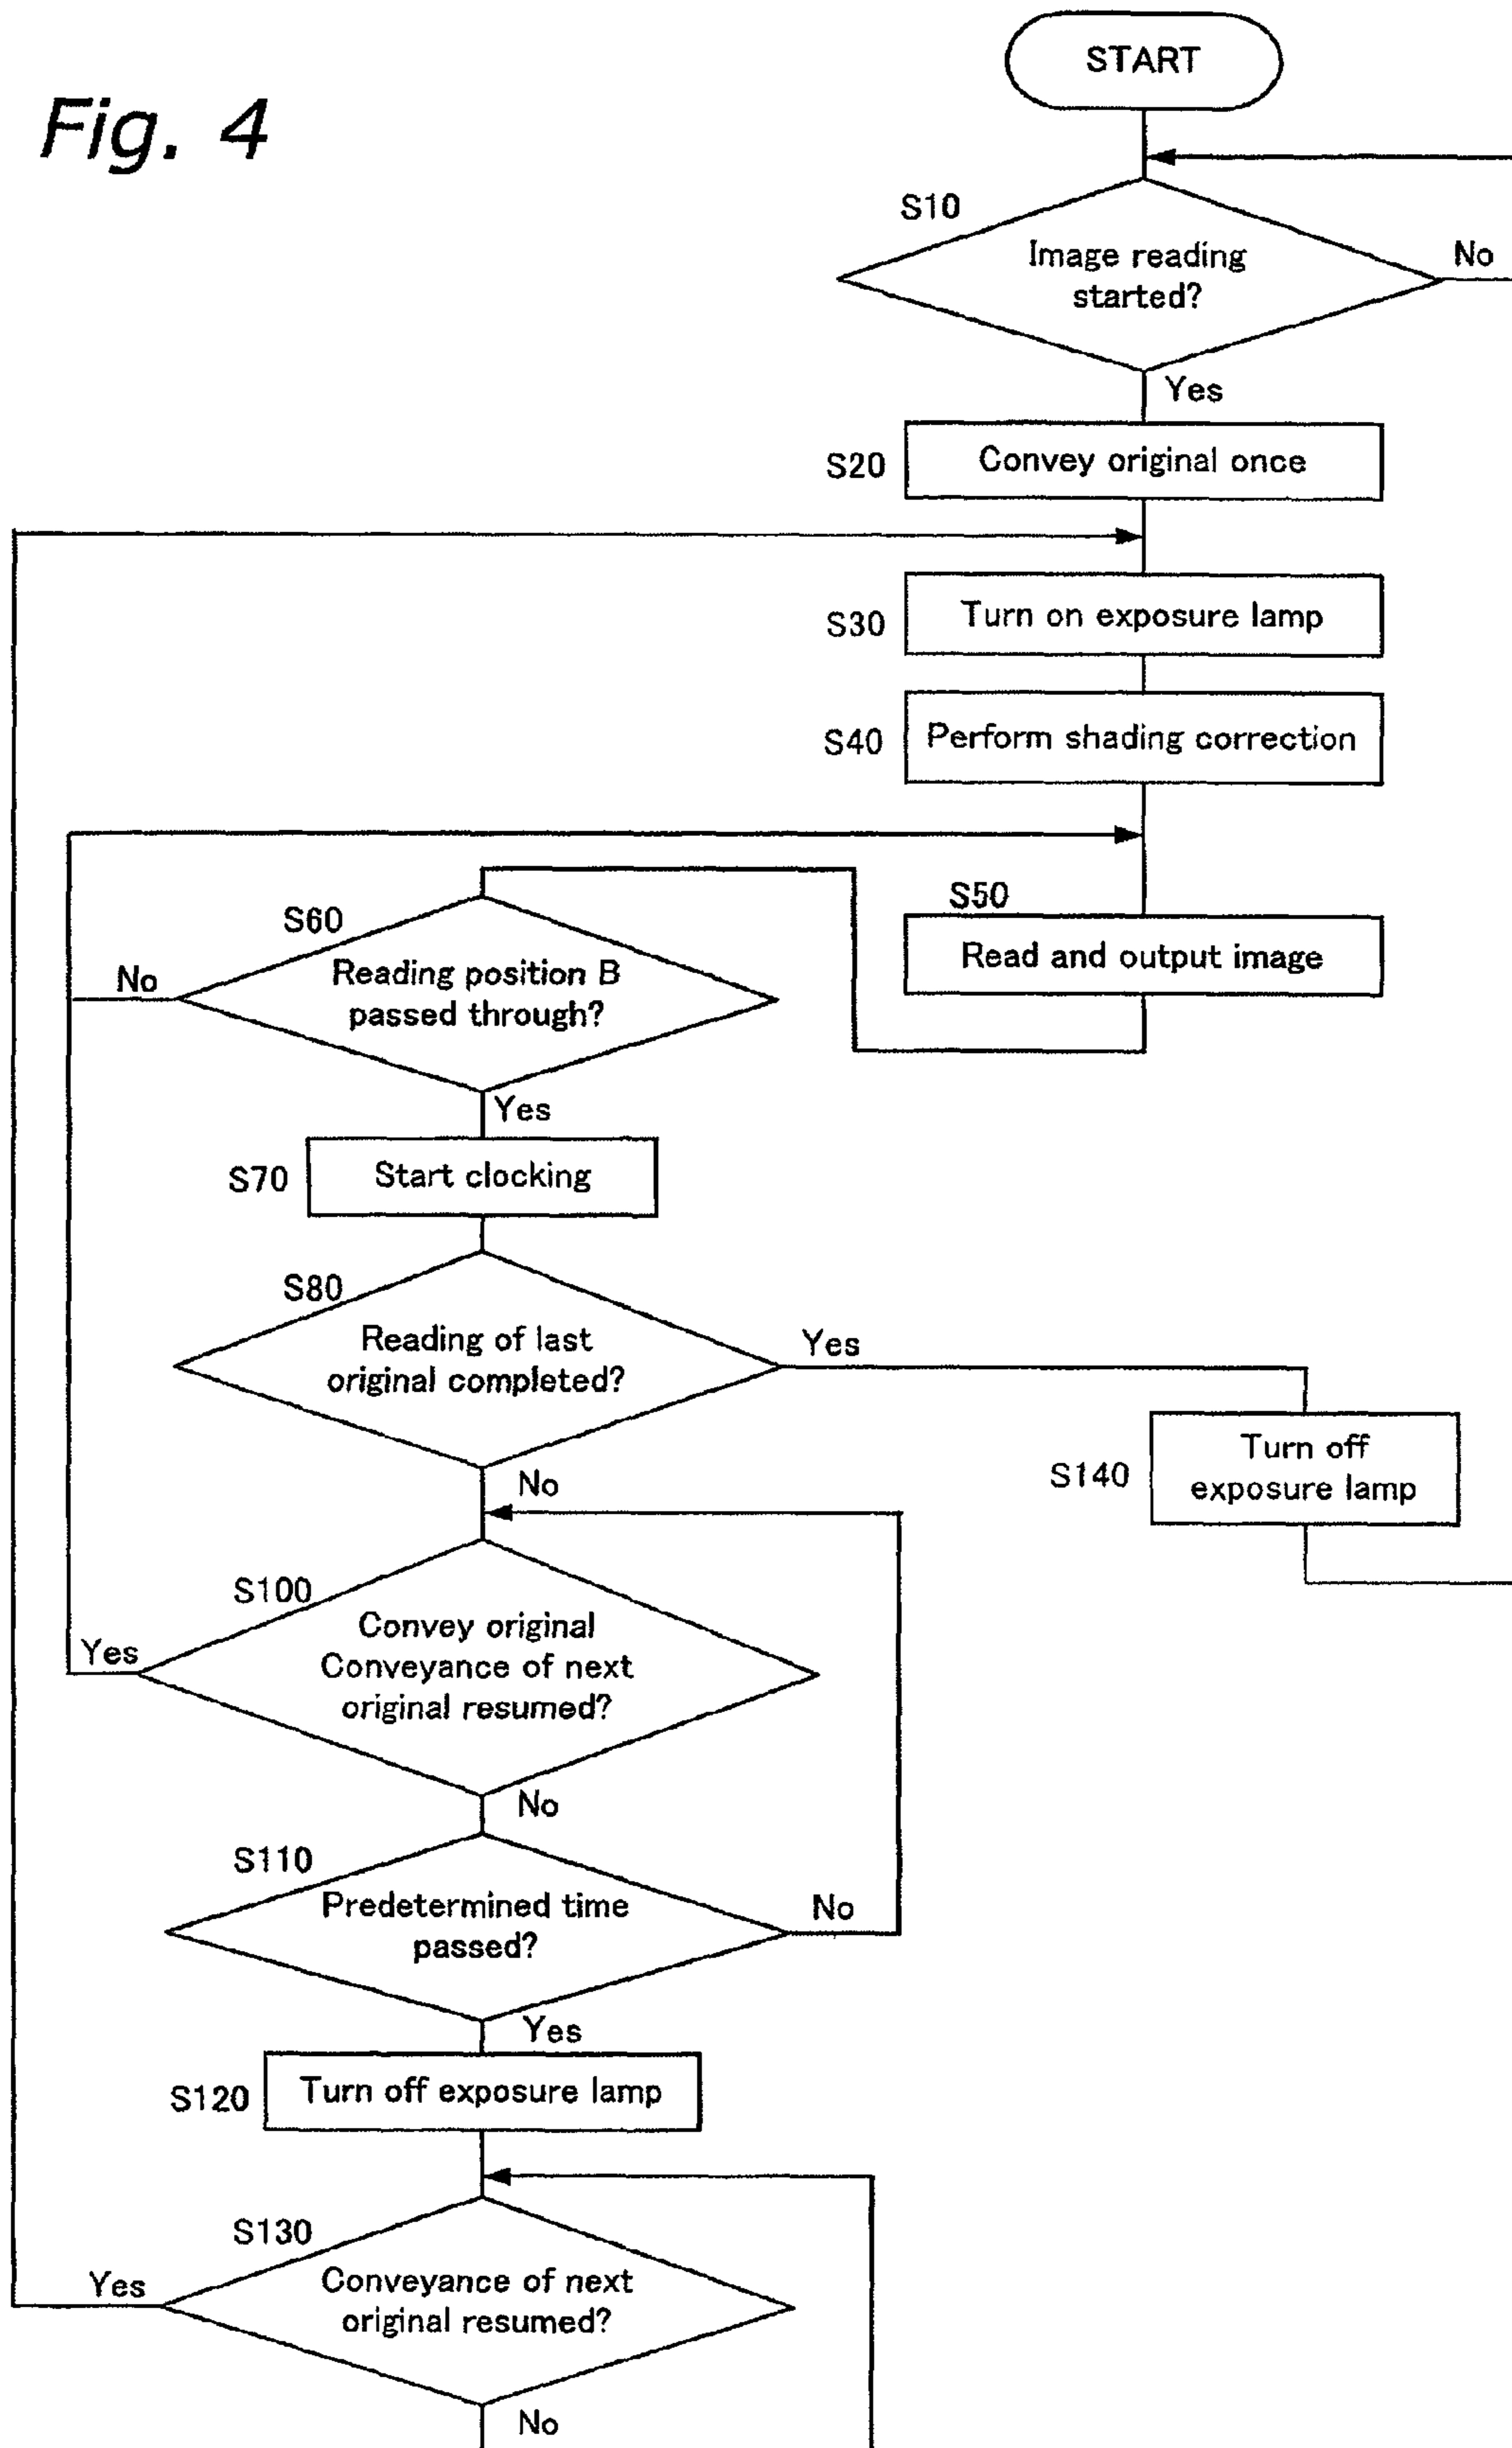 Fig. 4
START
S10
Image reading
started?
No
Yes
S20
Convey original once
S30
Turn on exposure lamp
S40
Perform shading correction
S50
Read and output image
S60
Reading position B
passed through?
No
Yes
S70
Start clocking
S80
Reading of last
original completed?
Yes
No
S140
Turn off
exposure lamp
S100
Convey original
Conveyance of next
original resumed?
Yes
No
S110
Predetermined time
passed?
No
Yes
S120
Turn off exposure lamp
S130
Conveyance of next
original resumed?
Yes
No